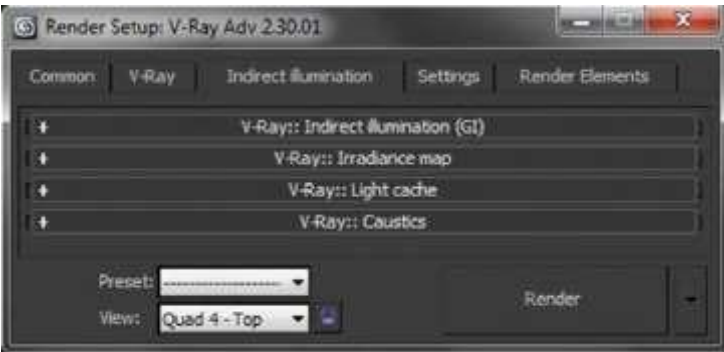 Render Setup: V-Ray Adv 2.30.01
Common V-Ray Indirect illumination Settings Render Elements
+ V-Ray:: Indirect illumination (GI)
+ V-Ray:: Irradiance map
+ V-Ray:: Light cache
+ V-Ray:: Caustics
Preset: --------------------
View: Quad 4 - Top
Render